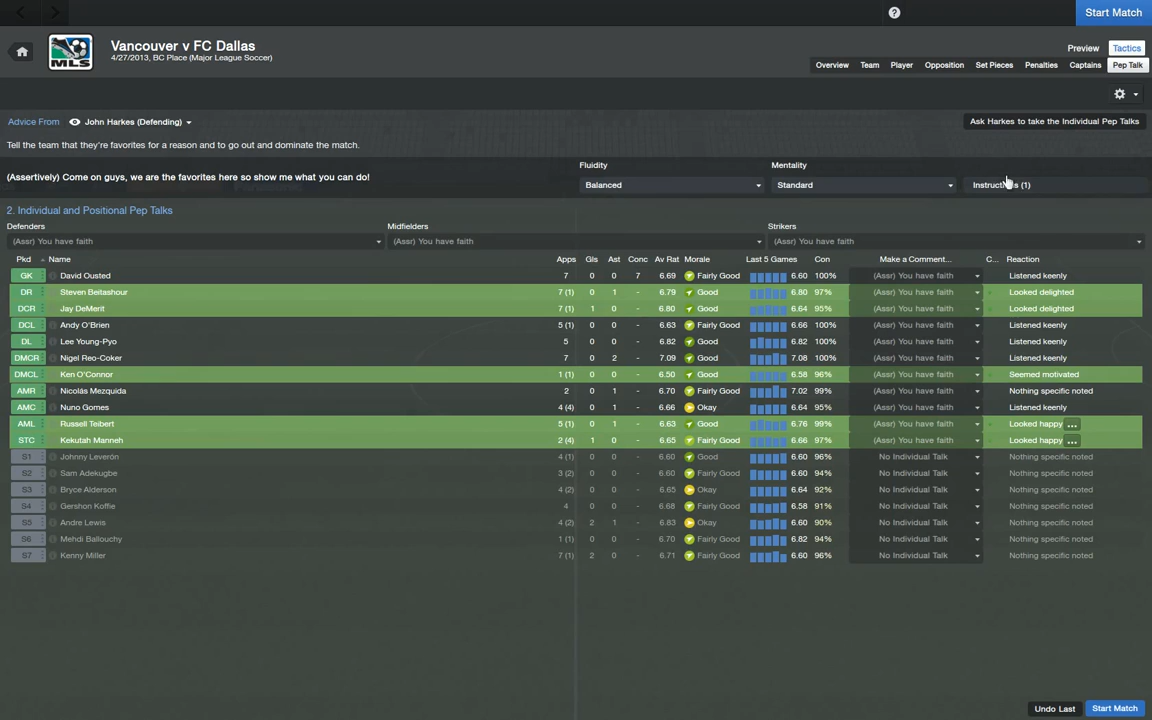 Start Match
Vancouver v FC Dallas
4/27/2013, BC Place (Major League Soccer)
MLS
Preview Tactics
Overview Team Player Opposition Set Pieces Penalties Captains Pep Talk
Advice From John Harkes (Defending) Ask Harkes to take the Individual Pep Talks
Tell the team that they're favorites for a reason and to go out and dominate the match.
Fluidity Mentality
(Assertively) Come on guys, we are the favorites here so show me what you can do! Balanced Standard (1)
2. Individual and Positional Pep Talks
Defenders Midfielders Strikers
(Assr) You have faith (Assr) You have faith (Assr) You have faith
Pkd Name Apps Gls Ast Conc Av Rat Morale Last 5 Games Con Make a Comment... C... Reaction
GK David Ousted 7 0 0 7 6.69 Fairly Good 6.60 100% (Assr) You have faith Listened keenly
DR Steven Beitashour 7 (1) 0 1 - 6.79 Good 6.80 97% (Assr) You have faith Looked delighted
DCR Jay DeMerit 7 (1) 1 0 - 6.80 Good 6.64 95% (Assr) You have faith Looked delighted
DCL Andy O'Brien 5 (1) 0 0 - 6.63 Fairly Good 6.66 100% (Assr) You have faith Listened keenly
DL Lee Young-Pyo 5 0 0 - 6.82 Good 6.82 100% (Assr) You have faith Listened keenly
DMCR Nigel Reo-Coker 7 0 2 - 7.09 Good 7.08 100% (Assr) You have faith Listened keenly
DMCL Ken O'Connor 1 (1) 0 0 - 6.50 Good 6.58 96% (Assr) You have faith Seemed motivated
AMR Nicolás Mezquida 2 0 1 - 6.70 Fairly Good 7.02 99% (Assr) You have faith Nothing specific noted
AMC Nuno Gomes 4 (4) 0 1 - 6.66 Okay 6.64 95% (Assr) You have faith Listened keenly
AML Russell Teibert 5 (1) 0 1 - 6.63 Good 6.76 99% (Assr) You have faith Looked happy ...
STC Kekutah Manneh 2 (4) 1 0 - 6.65 Fairly Good 6.66 97% (Assr) You have faith Looked happy ...
S1 Johnny Leverón 4 (1) 0 0 - 6.60 Good 6.60 96% No Individual Talk Nothing specific noted
S2 Sam Adekugbe 3 (2) 0 0 - 6.60 Fairly Good 6.60 94% No Individual Talk Nothing specific noted
S3 Bryce Alderson 4 (2) 0 0 - 6.65 Okay 6.64 92% No Individual Talk Nothing specific noted
S4 Gershon Koffie 4 0 0 - 6.68 Fairly Good 6.58 91% No Individual Talk Nothing specific noted
S5 Andre Lewis 4 (2) 2 1 - 6.83 Okay 6.60 90% No Individual Talk Nothing specific noted
S6 Mehdi Ballouchy 1 (1) 1 0 - 6.70 Fairly Good 6.82 94% No Individual Talk Nothing specific noted
S7 Kenny Miller 7 (1) 2 0 - 6.71 Fairly Good 6.60 96% No Individual Talk Nothing specific noted
Undo Last Start Match